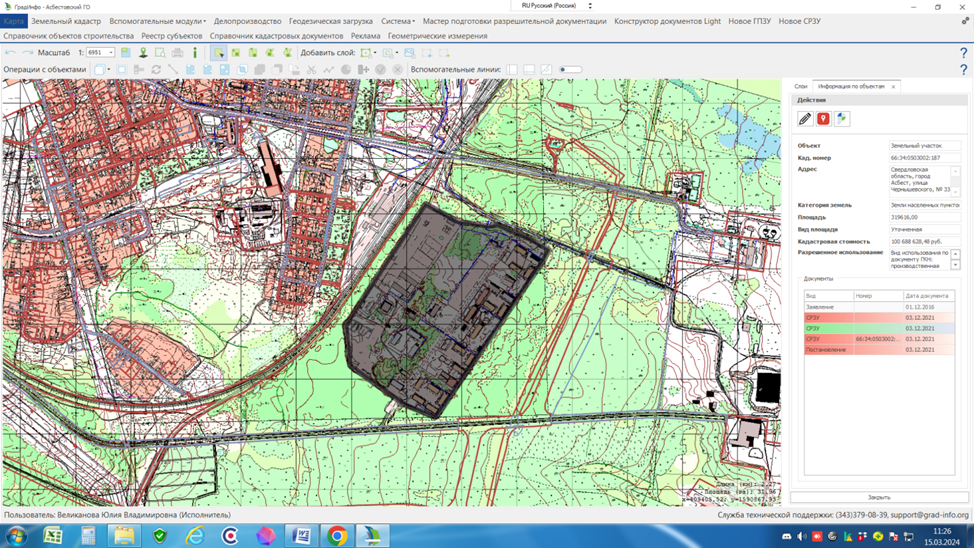 ГрадИнфо - Асбестовский ГО
RU Русский (Россия)
Карта Земельный кадастр Вспомогательные модули Делопроизводство Геодезическая загрузка Система Мастер подготовки разрешительной документации Конструктор документов Light Новое ГПЗУ Новое СРЗУ
Справочник объектов строительства Реестр субъектов Справочник кадастровых документов Реклама Геометрические измерения
Масштаб 1: 6951 Добавить слой:
Операции с объектами Вспомогательные линии:
Слои Информация по объектам
Действия
Объект Земельный участок
Кад. номер 66:34:0503002:187
Адрес Свердловская
область, город
Асбест, улица
Чернышевского, № 33
Категория земель Земли населенных пункто
Площадь 319616,00
Вид площади Уточненная
Кадастровая стоимость 100 688 628,48 руб.
Разрешенное использование Вид использования по
документу ГКН:
производственная
Документы
Вид Номер Дата документа
Заявление 01.12.2016
СРЗУ 03.12.2021
СРЗУ 03.12.2021
СРЗУ 66:34:0503002:... 03.12.2021
Постановление 03.12.2021
Длина (км): 2,27
Площадь (га): 31,96
Закрыть
Пользователь: Великанова Юлия Владимировна (Исполнитель)
Служба технической поддержки: (343)379-08-39, support@grad-info.org
11:26
15.03.2024